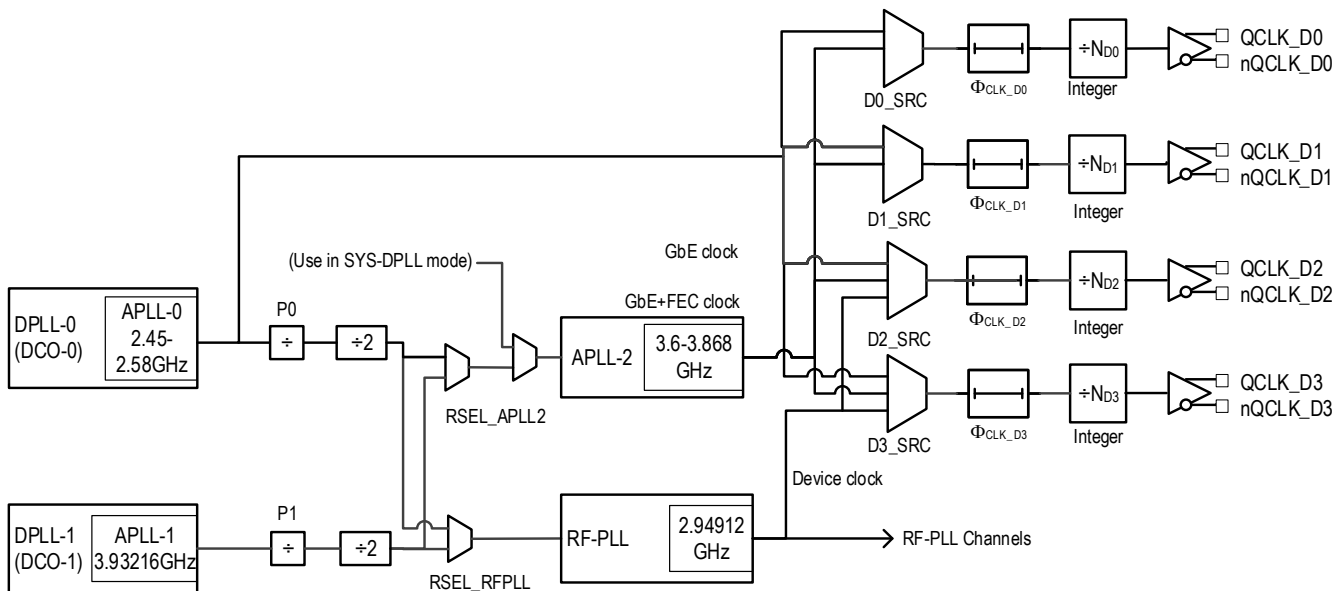 QCLK_D0
nQCLK_D0
÷ND0
D0_SRC
ΦCLK_D0
Integer
QCLK_D1
nQCLK_D1
÷ND1
D1_SRC
ΦCLK_D1
Integer
GbE clock
(Use in SYS-DPLL mode)
QCLK_D2
nQCLK_D2
÷ND2
GbE+FEC clock
D2_SRC
ΦCLK_D2
Integer
DPLL-0
(DCO-0)
APLL-0
2.45-
2.58GHz
P0
÷
÷2
RSEL_APLL2
APLL-2
3.6-3.868
GHz
QCLK_D3
nQCLK_D3
÷ND3
D3_SRC
ΦCLK_D3
Integer
Device clock
DPLL-1
(DCO-1)
APLL-1
3.93216GHz
P1
÷
÷2
RSEL_RFPLL
RF-PLL
2.94912
GHz
RF-PLL Channels